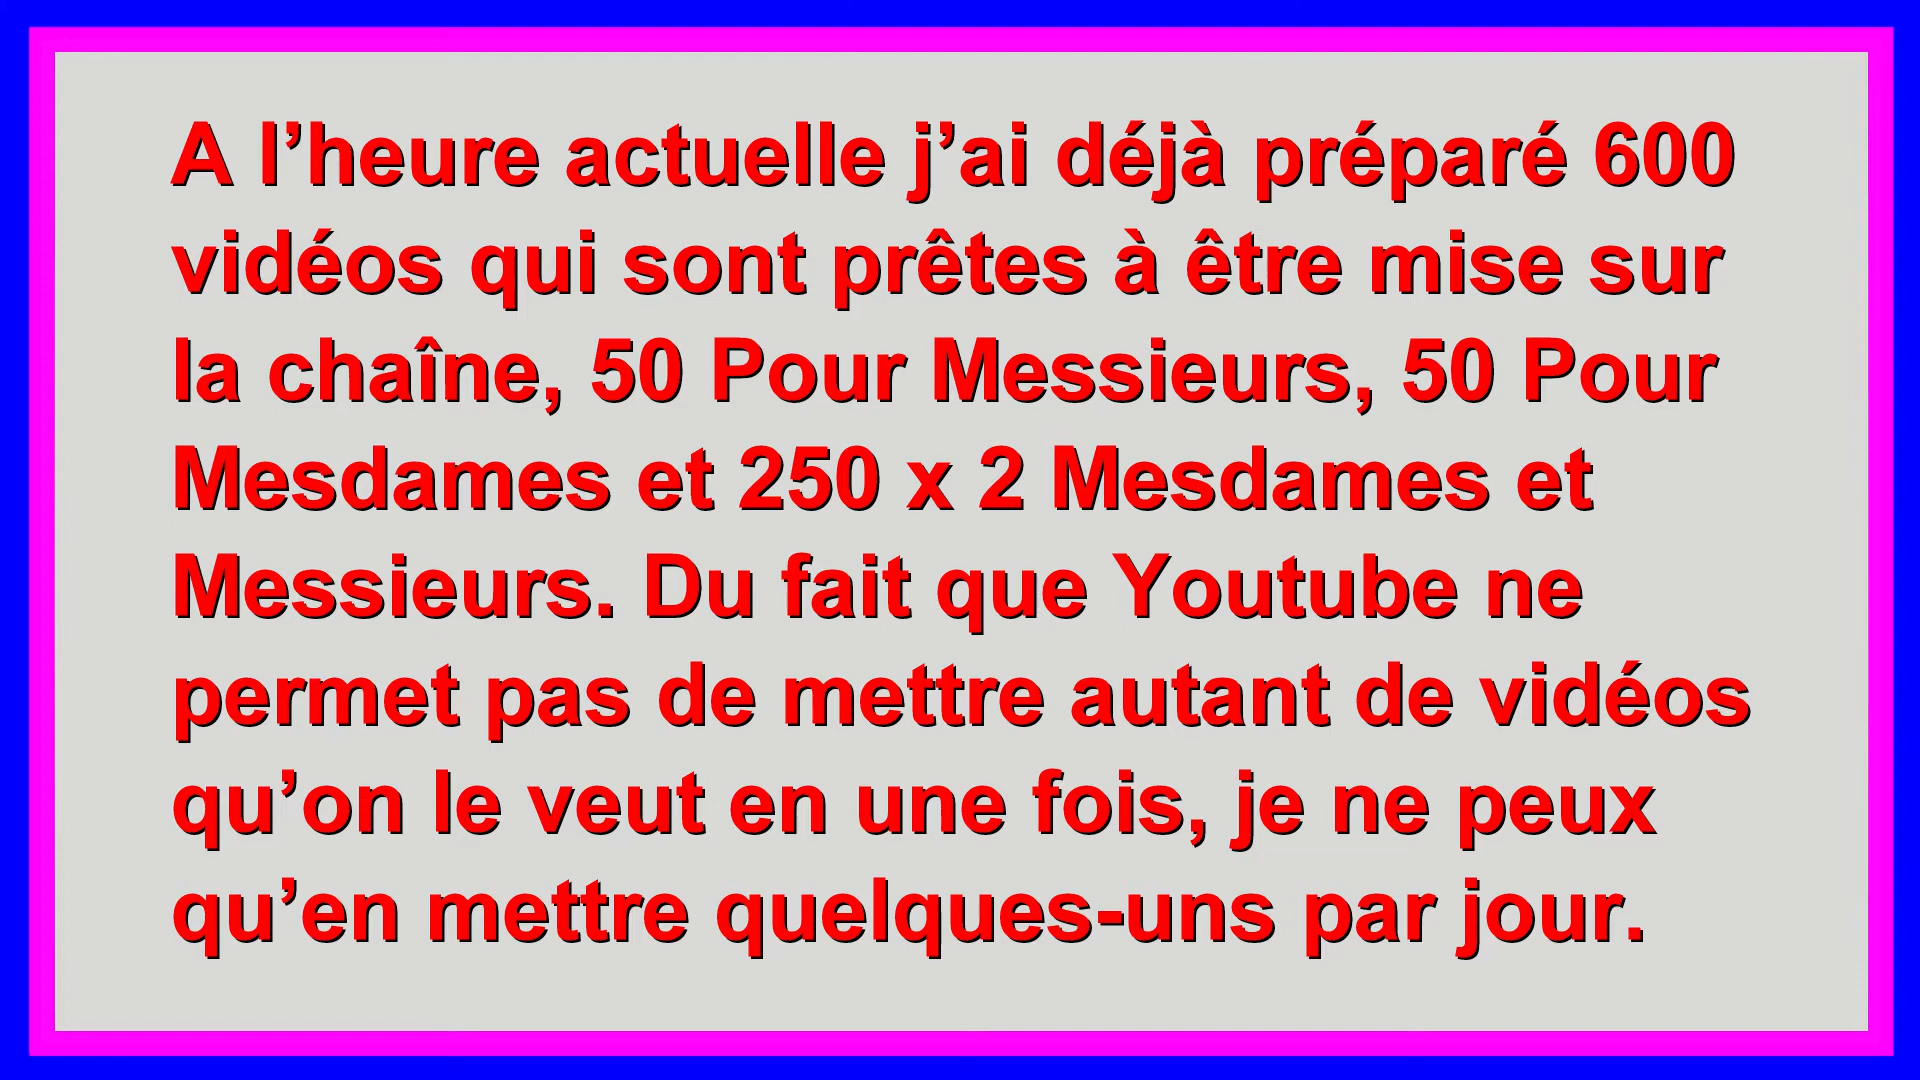 A l’heure actuelle j’ai déjà préparé 600
vidéos qui sont prêtes à être mise sur
la chaîne, 50 Pour Messieurs, 50 Pour
Mesdames et 250 x 2 Mesdames et
Messieurs. Du fait que Youtube ne
permet pas de mettre autant de vidéos
qu’on le veut en une fois, je ne peux
qu’en mettre quelques-uns par jour.